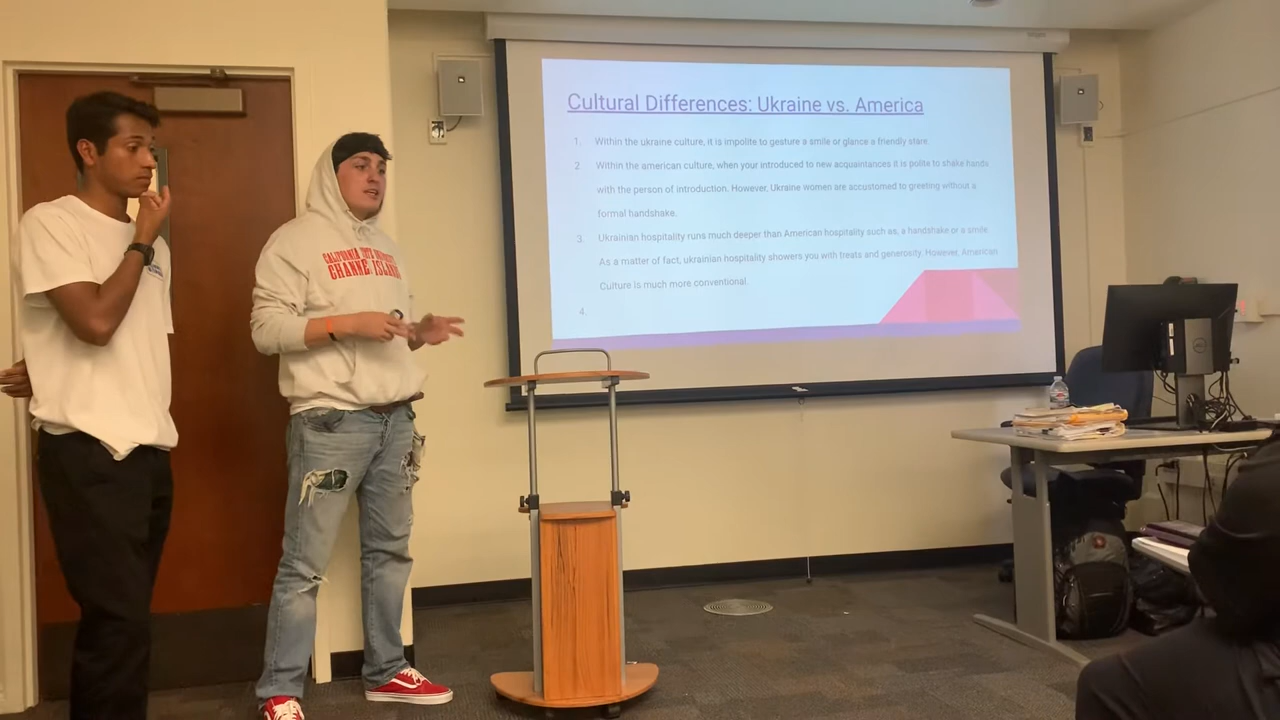 Cultural Differences: Ukraine vs. America
1. Within the ukraine culture, it is impolite to gesture a smile or glance a friendly stare.
2. Within the american culture, when your introduced to new acquaintances it is polite to shake hands
with the person of introduction. However, Ukraine women are accustomed to greeting without a
formal handshake.
3. Ukrainian hospitality runs much deeper than American hospitality such as, a handshake or a smile.
As a matter of fact, ukrainian hospitality showers you with treats and generosity. However, American
Culture is much more conventional.
4.
CALIFORNIA STATE
CHANNEL ISLANDS
DELL